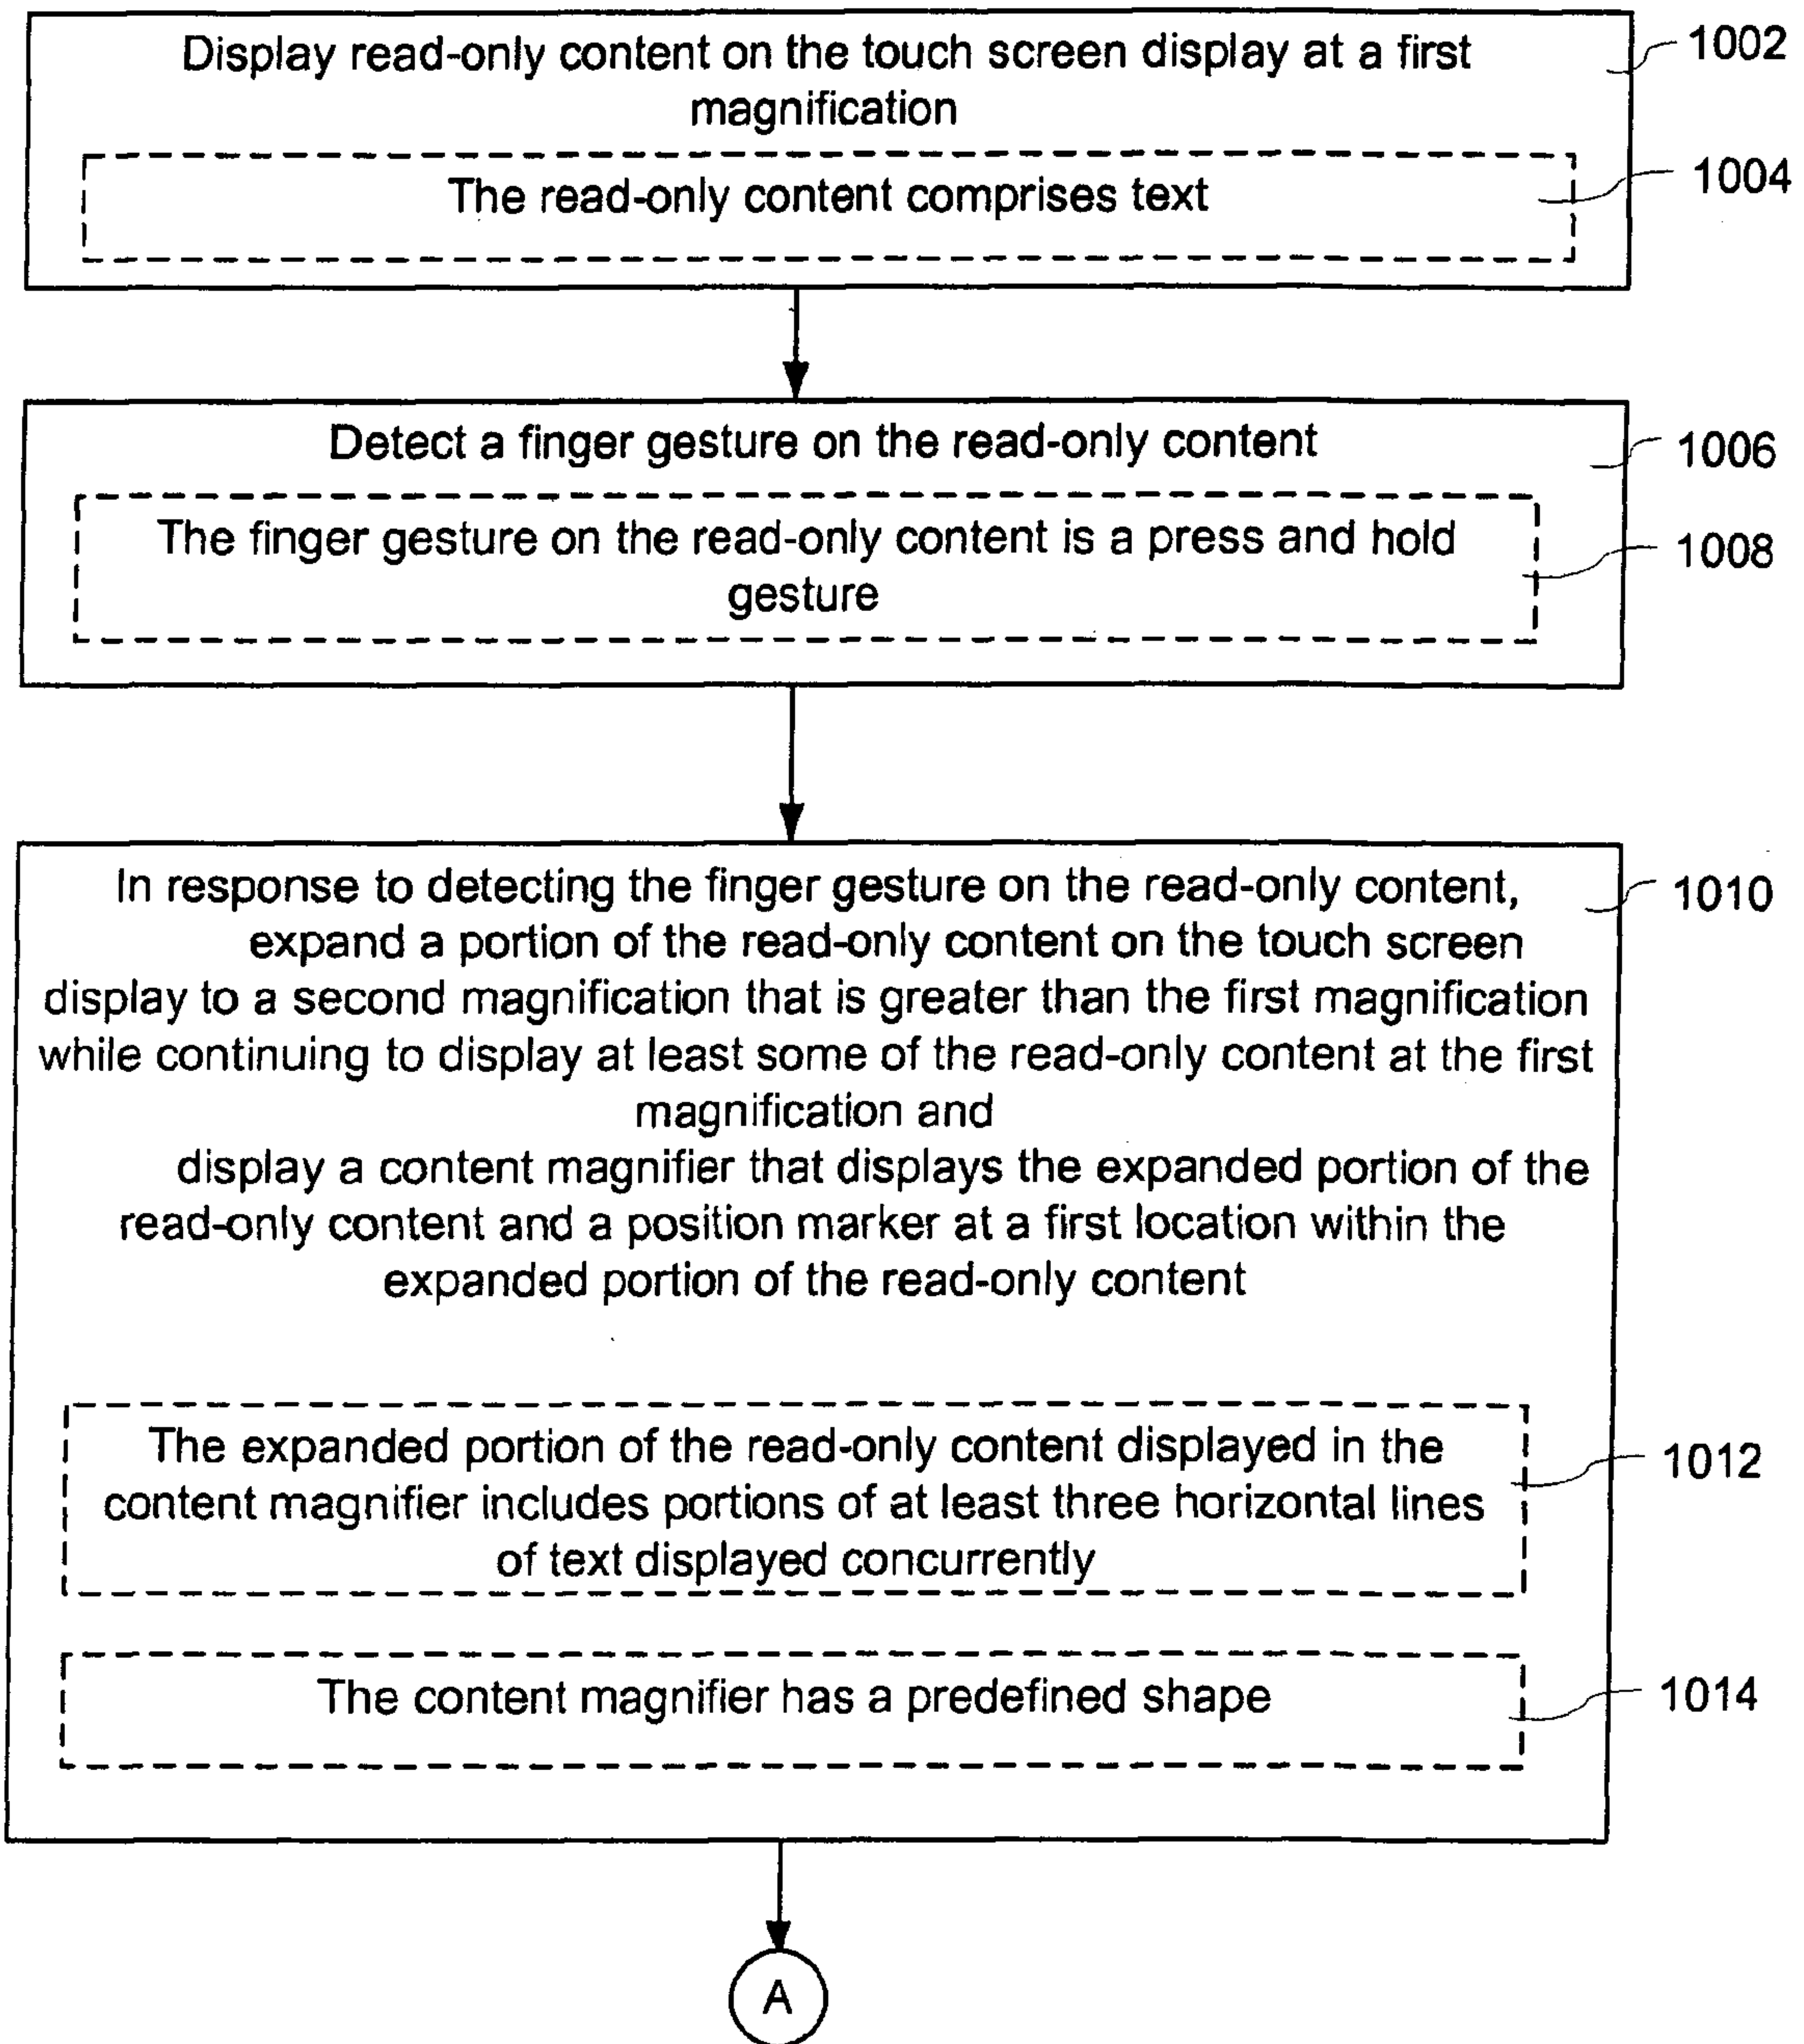 Display read-only content on the touch screen display at a first
magnification
1002
The read-only content comprises text
1004
Detect a finger gesture on the read-only content
1006
The finger gesture on the read-only content is a press and hold
gesture
1008
In response to detecting the finger gesture on the read-only content,
expand a portion of the read-only content on the touch screen
display to a second magnification that is greater than the first magnification
while continuing to display at least some of the read-only content at the first
magnification and
display a content magnifier that displays the expanded portion of the
read-only content and a position marker at a first location within the
expanded portion of the read-only content
1010
The expanded portion of the read-only content displayed in the
content magnifier includes portions of at least three horizontal lines
of text displayed concurrently
1012
The content magnifier has a predefined shape
1014
A